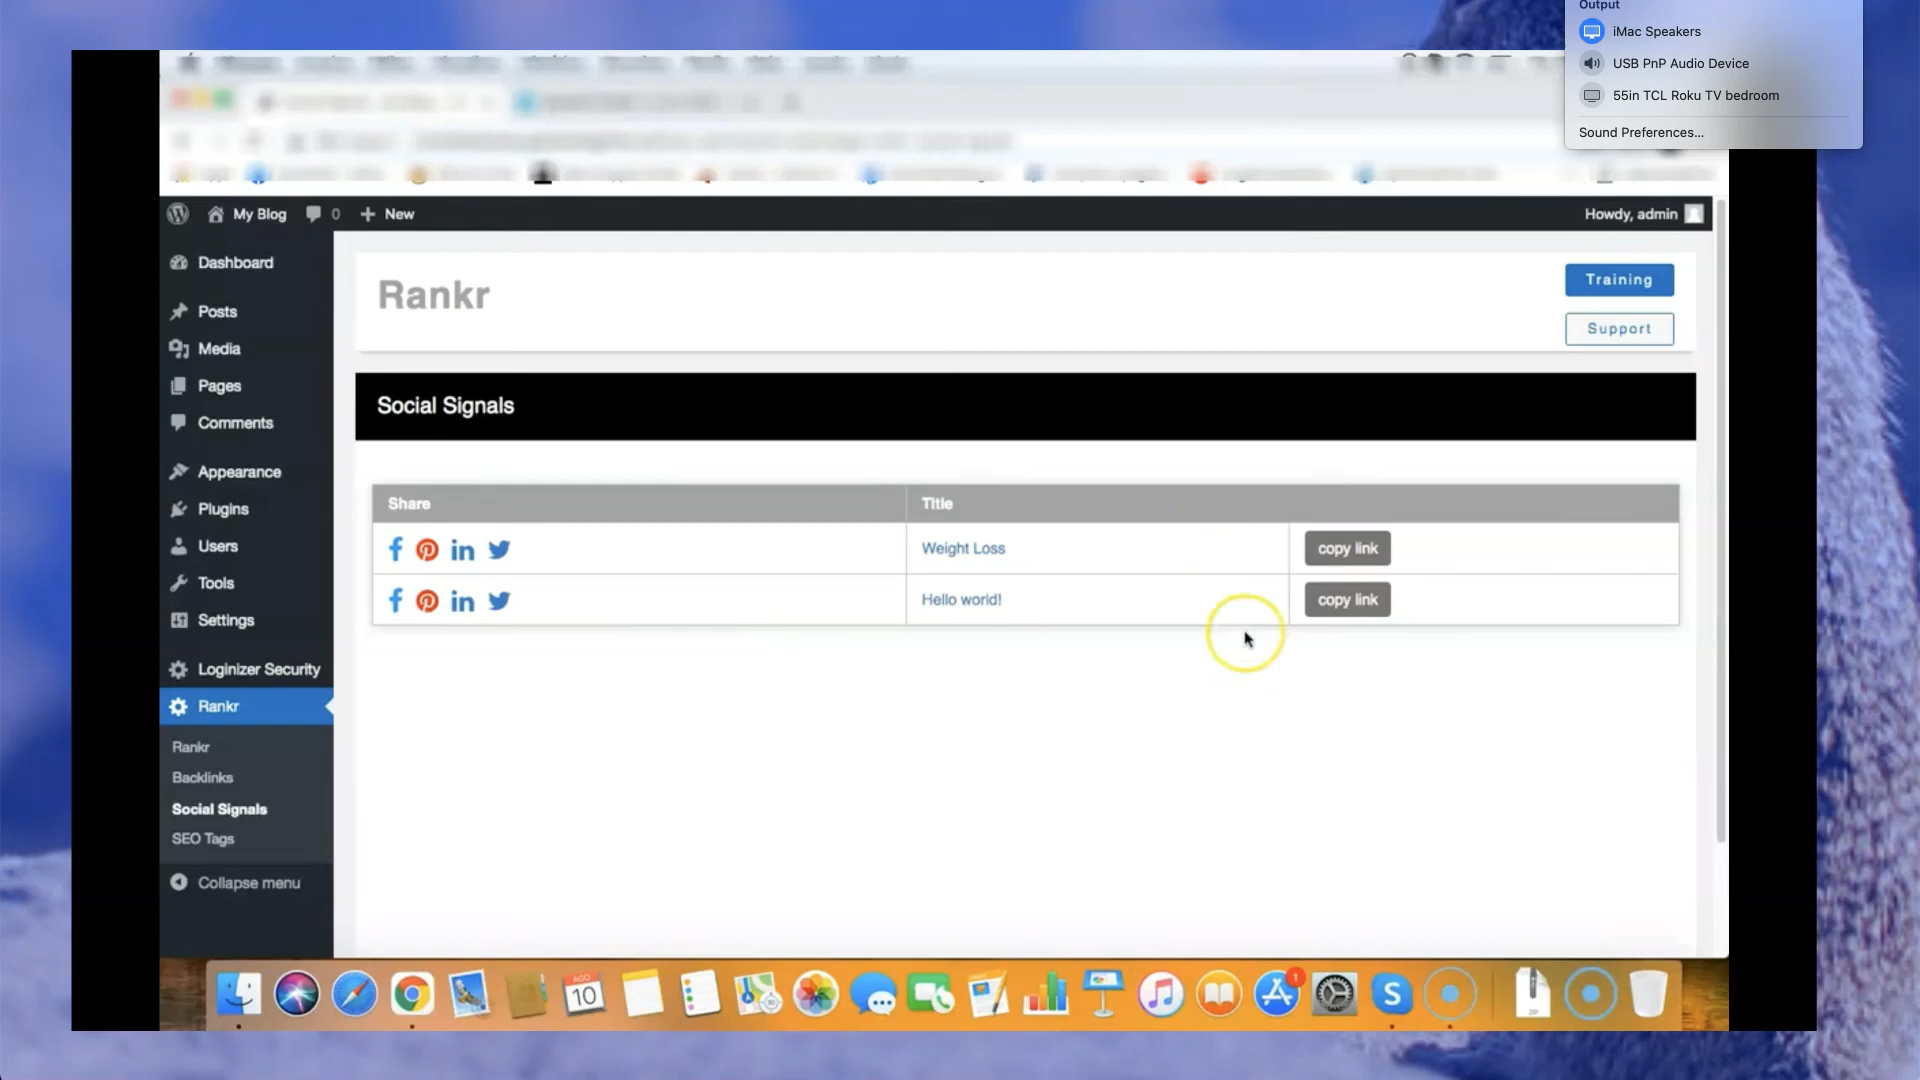 Output
iMac Speakers
USB PnP Audio Device
55in TCL Roku TV bedroom
Sound Preferences...
My Blog 0 New
Howdy, admin
Dashboard
Posts
Media
Pages
Comments
Appearance
Plugins
Users
Tools
Settings
Loginizer Security
Rankr
Rankr
Backlinks
Social Signals
SEO Tags
Collapse menu
Rankr
Training
Support
Social Signals
Share Title
Weight Loss copy link
Hello world! copy link
AGO
10
1
ZIP